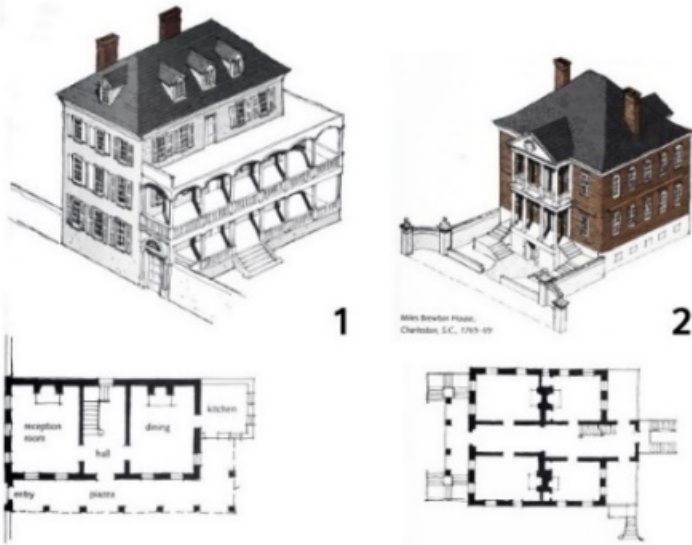 1
Miles Brewton House,
Charleston, S.C., 1765-69
2
reception
room
hall
dining
kitchen
entry
piazza